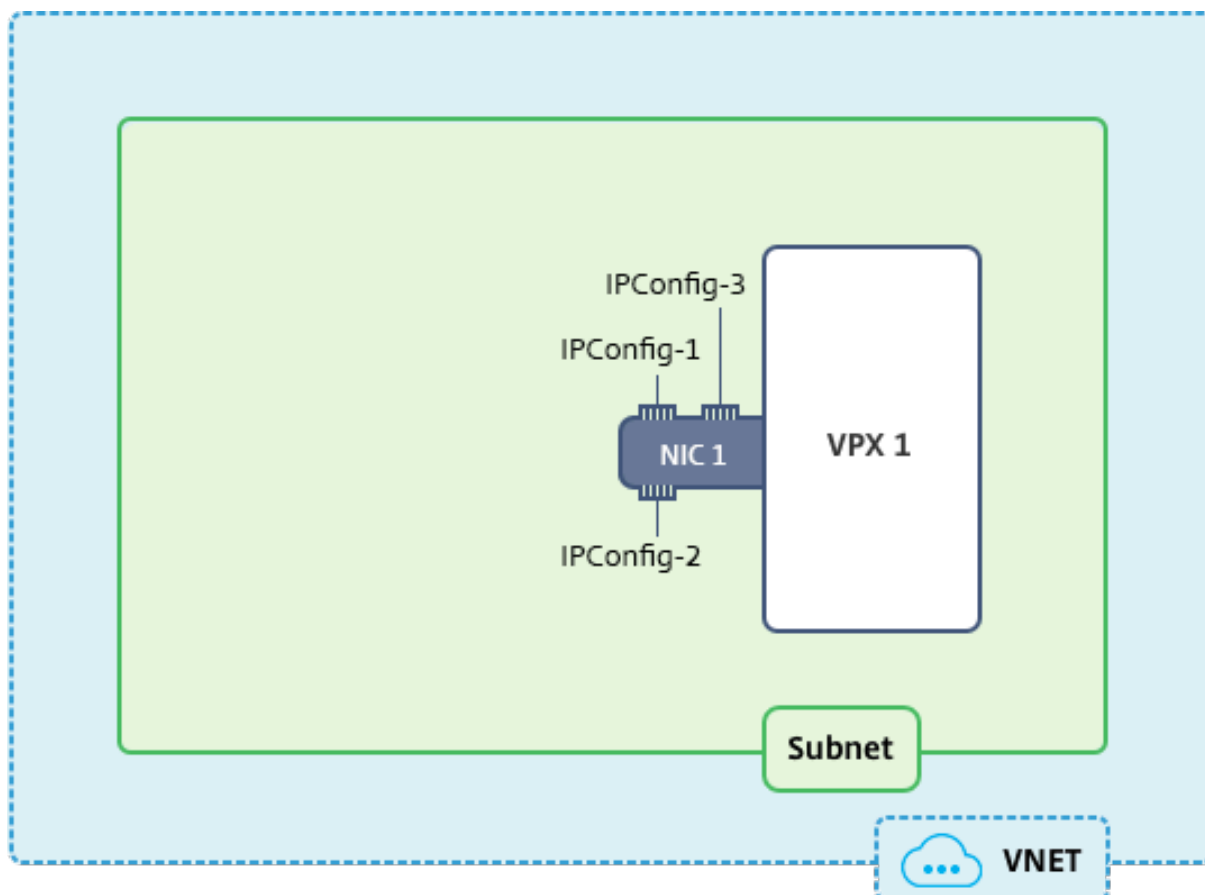 IPConfig-3
IPConfig-1
NIC 1
VPX 1
IPConfig-2
Subnet
VNET